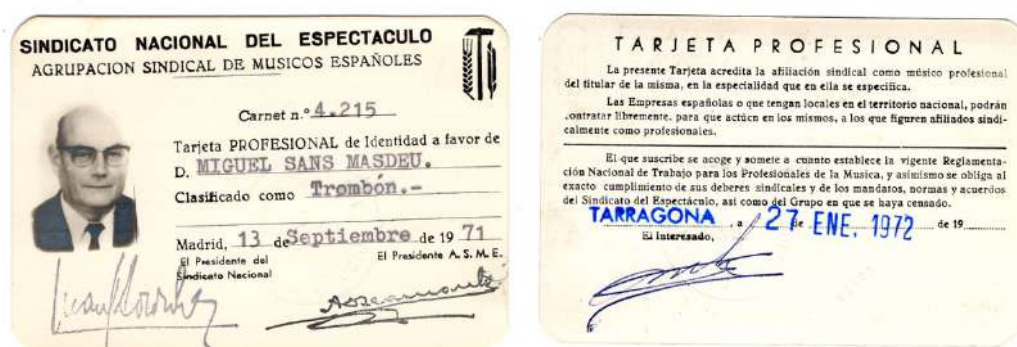 SINDICATO NACIONAL DEL ESPECTACULO
AGRUPACION SINDICAL DE MUSICOS ESPAÑOLES
Carnet n.º 4.215
Tarjeta PROFESIONAL de Identidad a favor de
D. MIGUEL SANS MASDEU.
Clasificado como Trombón.-
Madrid, 13 de Septiembre de 19 71
El Presidente del
Sindicato Nacional
El Presidente A. S. M. E.
TARJETA PROFESIONAL
La presente Tarjeta acredita la afiliación sindical como músico profesional
del titular de la misma, en la especialidad que en ella se especifica.
Las Empresas españolas o que tengan locales en el territorio nacional, podrán
contratar libremente, para que actúen en los mismos, a los que figuren afiliados sindi-
calmente como profesionales.
El que suscribe se acoge y somete a cuanto establece la vigente Reglamenta-
ción Nacional de Trabajo para los Profesionales de la Musica, y asimismo se obliga al
exacto cumplimiento de sus deberes sindicales y de los mandatos, normas y acuerdos
del Sindicato del Espectáculo, así como del Grupo en que se haya censado.
TARRAGONA, a 27 de ENE. 1972 de 19
El Interesado,